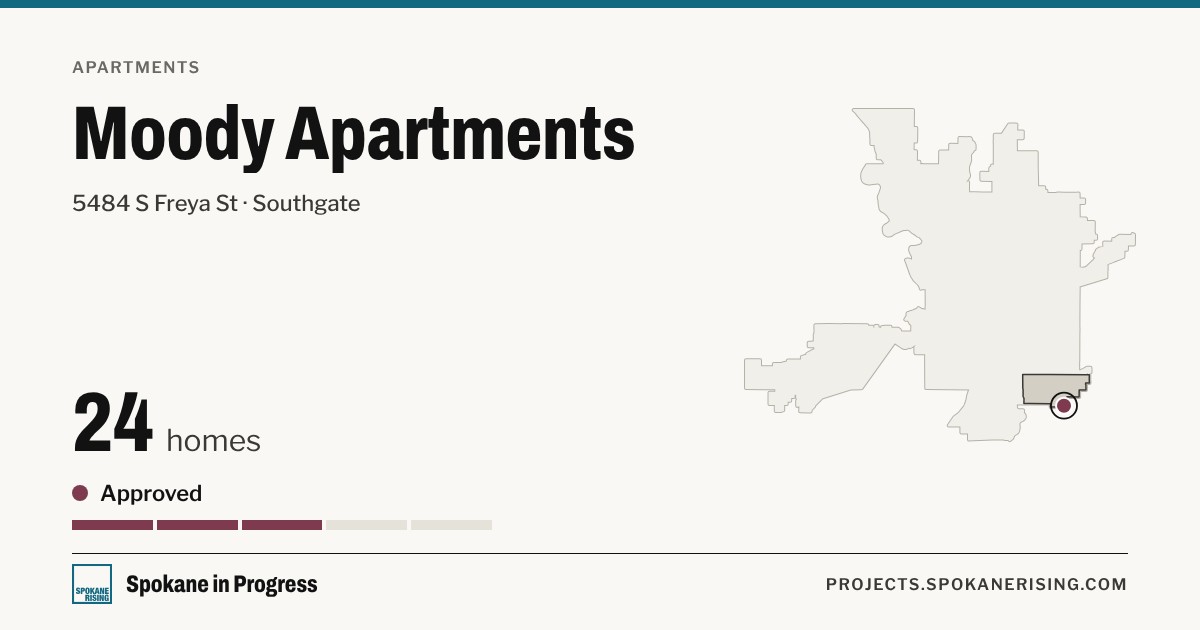 APARTMENTS
Moody Apartments
5484 S Freya St · Southgate
24 homes
Approved
SPOKANE
RISING
Spokane in Progress
PROJECTS.SPOKANERISING.COM